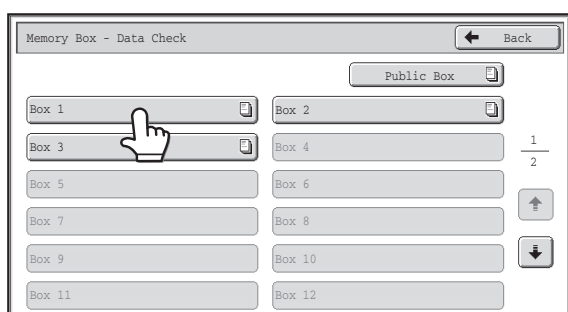 Memory Box - Data Check
Back
Public Box
Box 1
Box 2
Box 3
Box 4
1
2
Box 5
Box 6
Box 7
Box 8
Box 9
Box 10
Box 11
Box 12